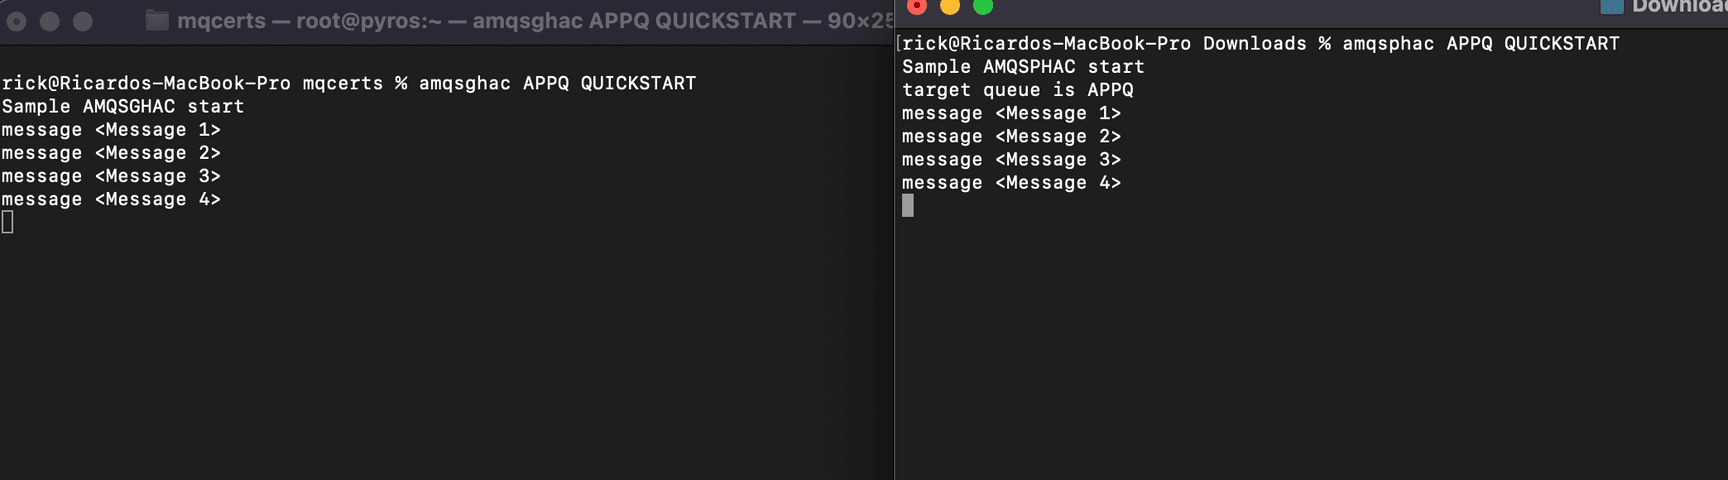 mqcerts — root@pyros:~ — amqsghac APPQ QUICKSTART — 90×25
rick@Ricardos-MacBook-Pro mqcerts % amqsghac APPQ QUICKSTART
Sample AMQSGHAC start
message <Message 1>
message <Message 2>
message <Message 3>
message <Message 4>
Downloa
[rick@Ricardos-MacBook-Pro Downloads % amqsphac APPQ QUICKSTART
Sample AMQSPHAC start
target queue is APPQ
message <Message 1>
message <Message 2>
message <Message 3>
message <Message 4>